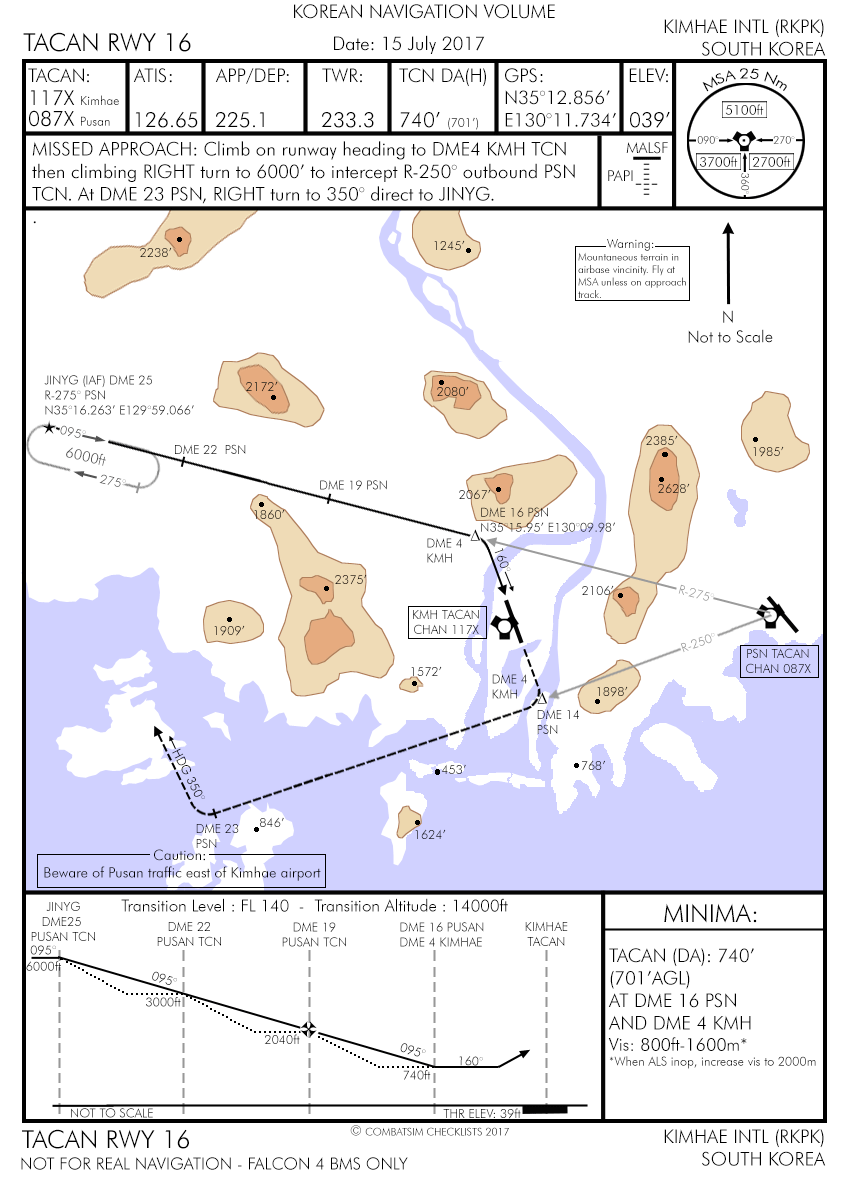 KOREAN NAVIGATION VOLUME
TACAN RWY 16
Date: 15 July 2017
KIMHAE INTL (RKPK)
SOUTH KOREA
TACAN:
117X Kimhae
087X Pusan
ATIS:
126.65
APP/DEP:
225.1
TWR:
233.3
TCN DA(H)
740' (701')
GPS:
N35°12.856'
E130°11.734'
ELEV:
039'
MSA 25 Nm
5100ft
090°
270°
3700ft
2700ft
360°
MISSED APPROACH: Climb on runway heading to DME4 KMH TCN
then climbing RIGHT turn to 6000' to intercept R-250° outbound PSN
TCN. At DME 23 PSN, RIGHT turn to 350° direct to JINYG.
MALSF
PAPI
2238'
1245'
Warning:
Mountaneous terrain in
airbase vincinity. Fly at
MSA unless on approach
track.
N
Not to Scale
JINYG (IAF) DME 25
R-275° PSN
N35°16.263' E129°59.066'
2172'
2080'
095°
6000ft
275°
DME 22 PSN
DME 19 PSN
2385'
1985'
2628'
2067'
DME 16 PSN
N35°15.95' E130°09.98'
1860'
DME 4
KMH
160°
2375'
2106'
R-275°
1909'
KMH TACAN
CHAN 117X
R-250°
PSN TACAN
CHAN 087X
1572'
DME 4
KMH
1898'
DME 14
PSN
HDG 350°
453'
768'
DME 23
PSN
846'
1624'
Caution:
Beware of Pusan traffic east of Kimhae airport
Transition Level : FL 140 - Transition Altitude : 14000ft
JINYG
DME25
PUSAN TCN
DME 22
PUSAN TCN
DME 19
PUSAN TCN
DME 16 PUSAN
DME 4 KIMHAE
KIMHAE
TACAN
095°
6000ft
095°
3000ft
2040ft
095°
740ft
160°
NOT TO SCALE
THR ELEV: 39ft
MINIMA:
TACAN (DA): 740'
(701'AGL)
AT DME 16 PSN
AND DME 4 KMH
Vis: 800ft-1600m*
*When ALS inop, increase vis to 2000m
TACAN RWY 16
© COMBATSIM CHECKLISTS 2017
KIMHAE INTL (RKPK)
NOT FOR REAL NAVIGATION - FALCON 4 BMS ONLY
SOUTH KOREA